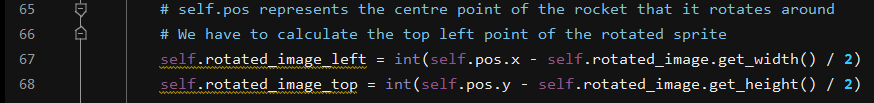 65 # self.pos represents the centre point of the rocket that it rotates around
66 # We have to calculate the top left point of the rotated sprite
67 self.rotated_image_left = int(self.pos.x - self.rotated_image.get_width() / 2)
68 self.rotated_image_top = int(self.pos.y - self.rotated_image.get_height() / 2)